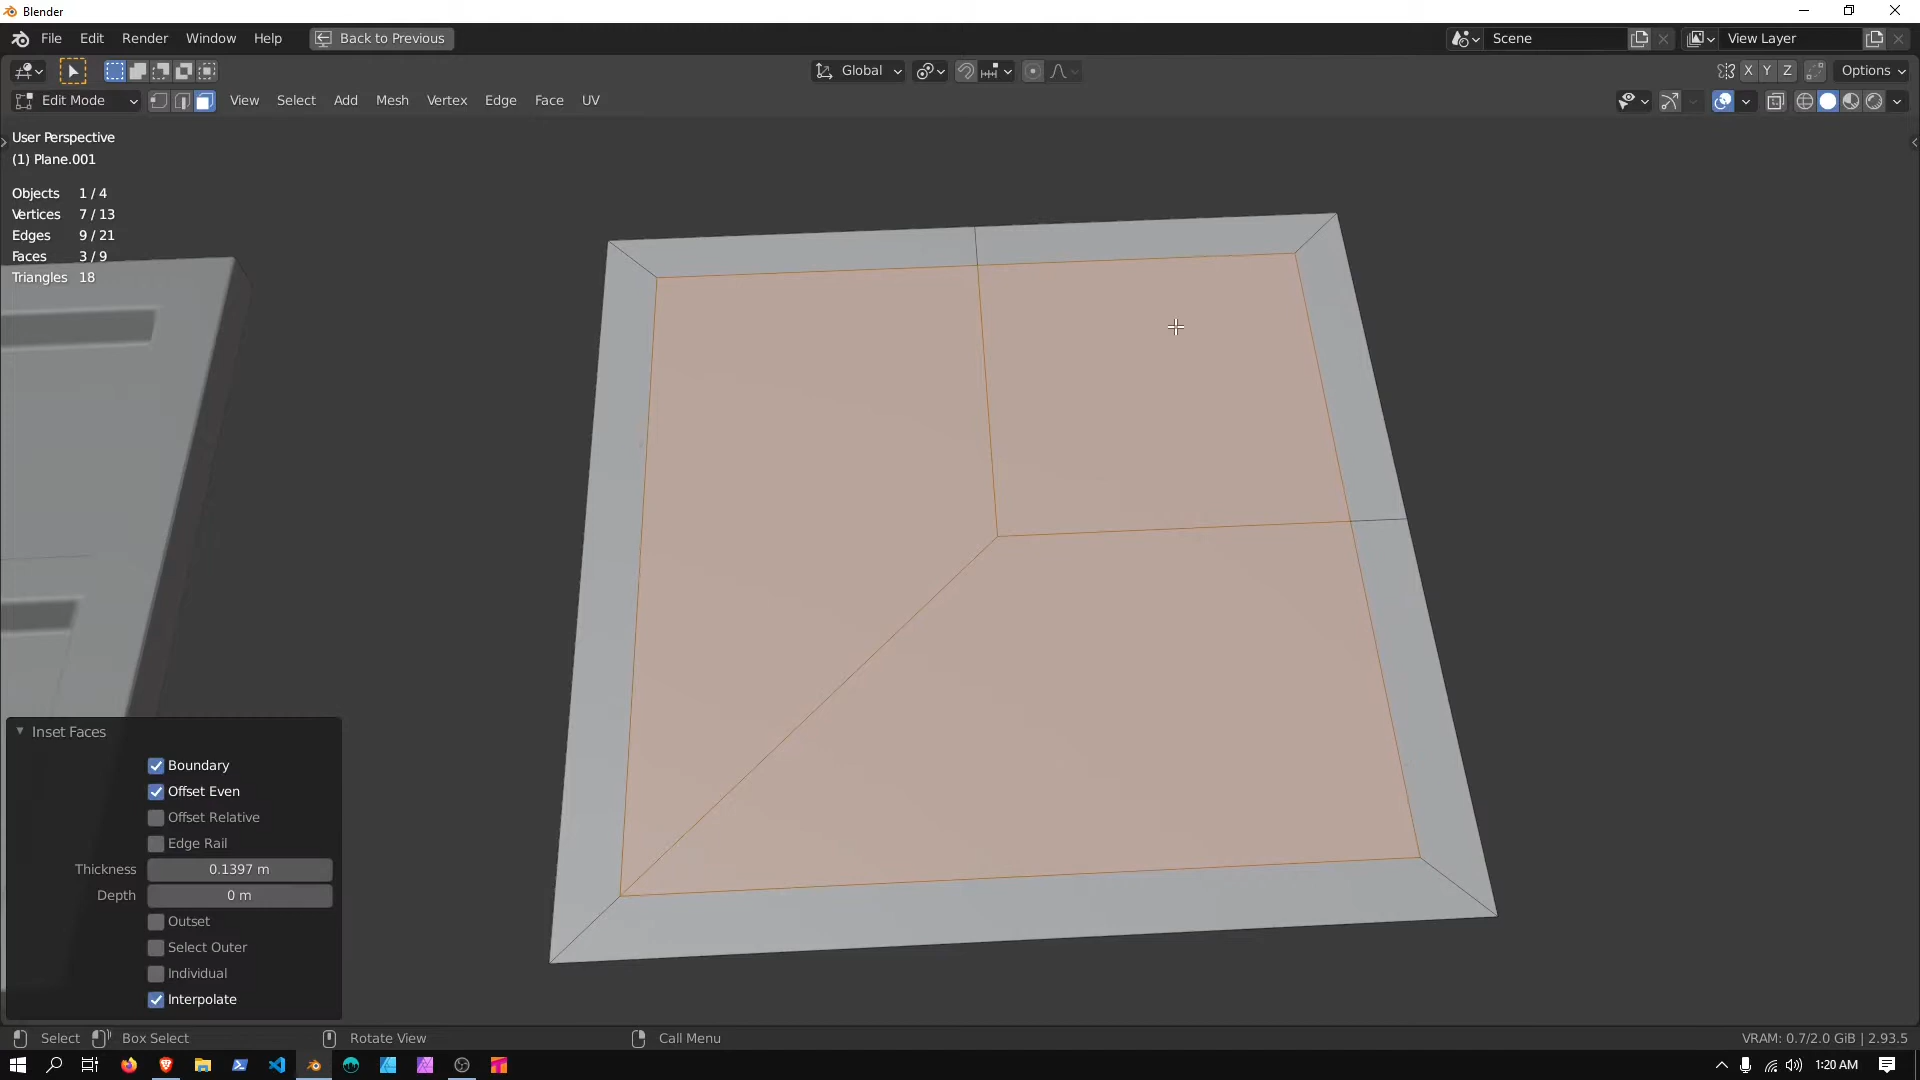 Blender
File Edit Render Window Help Back to Previous Scene View Layer
Global X Y Z Options
Edit Mode View Select Add Mesh Vertex Edge Face UV
User Perspective
(1) Plane.001
Objects 1 / 4
Vertices 7 / 13
Edges 9 / 21
Faces 3 / 9
Triangles 18
Inset Faces
Boundary
Offset Even
Offset Relative
Edge Rail
Thickness 0.1397 m
Depth 0 m
Outset
Select Outer
Individual
Interpolate
Select Box Select Rotate View Call Menu VRAM: 0.7/2.0 GiB | 2.93.5
1:20 AM